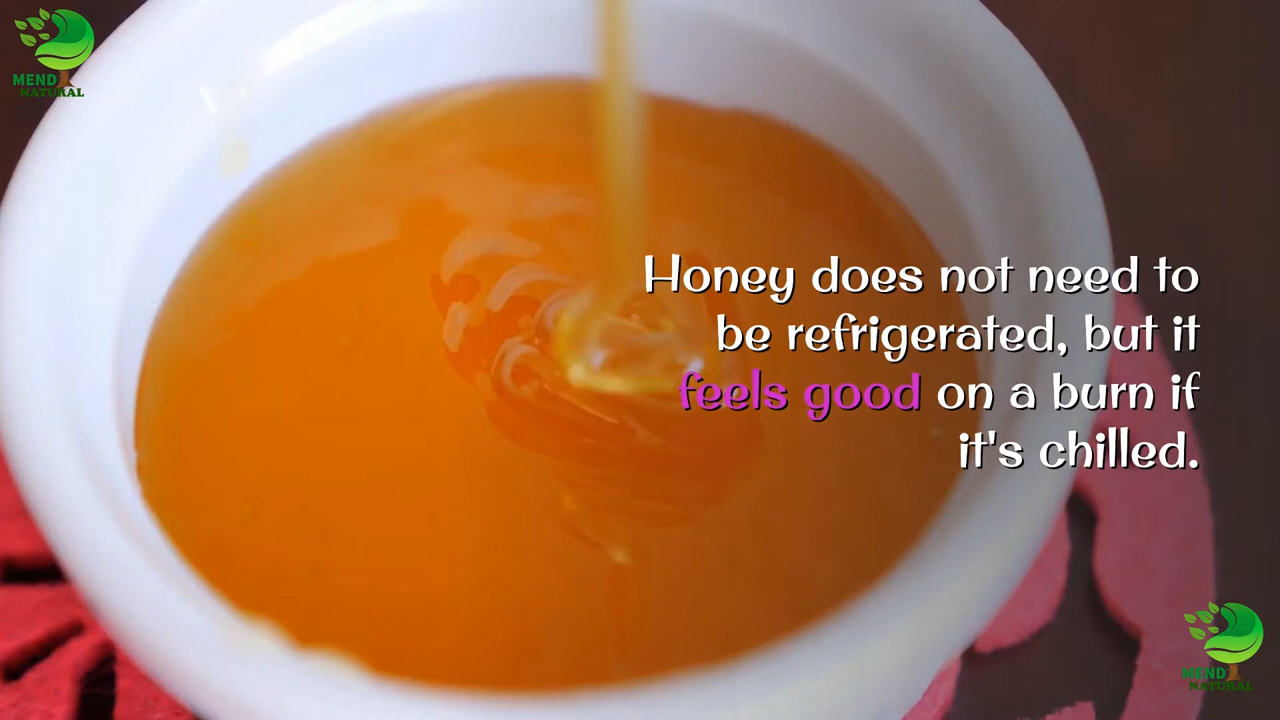 MEND
NATURAL
Honey does not need to
be refrigerated, but it
feels good on a burn if
it's chilled.
MEND
NATURAL